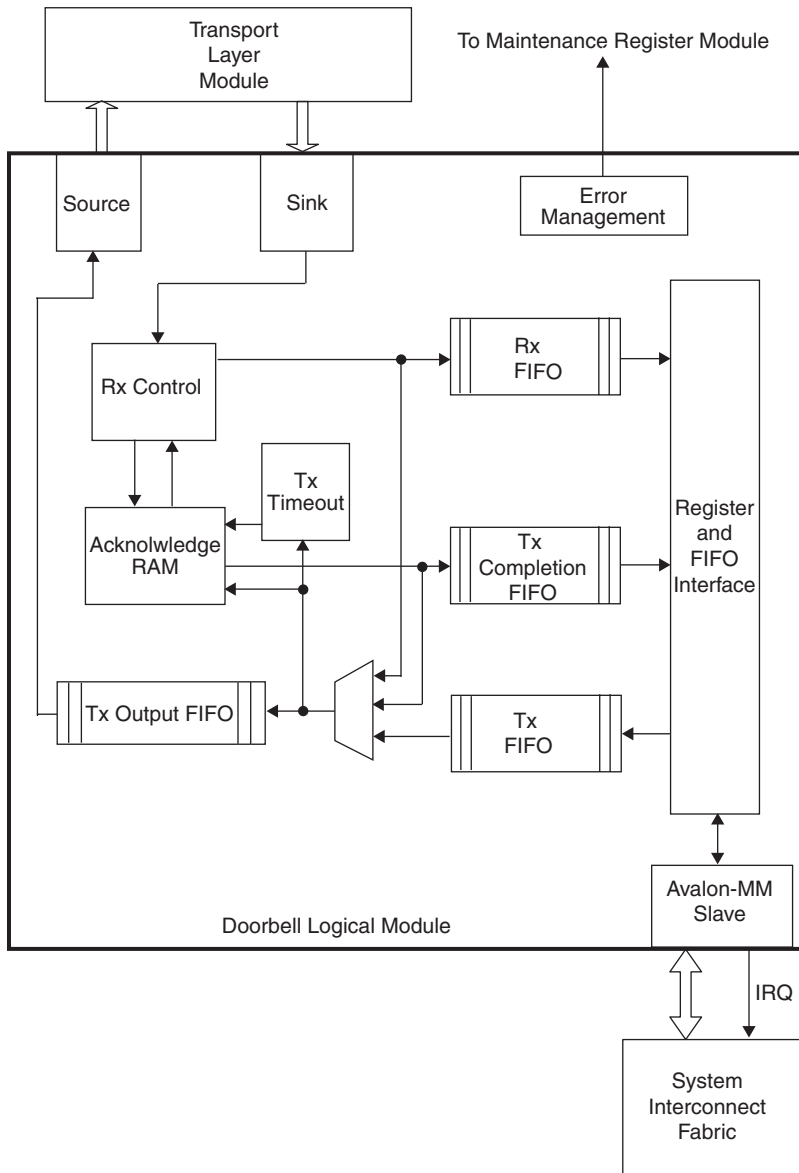 Transport
Layer
Module
To Maintenance Register Module
Source
Sink
Error
Management
Rx Control
Rx
FIFO
Tx
Timeout
Acknolwledge
RAM
Tx
Completion
FIFO
Register
and
FIFO
Interface
Tx Output FIFO
Tx
FIFO
Avalon-MM
Slave
Doorbell Logical Module
IRQ
System
Interconnect
Fabric